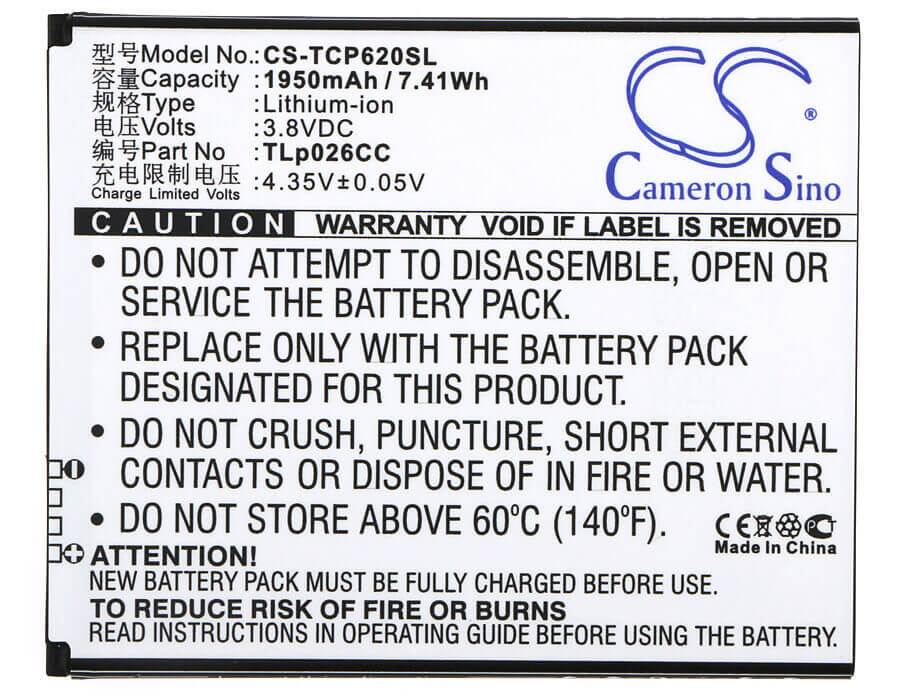 型号Model No.:CS-TCP620SL
容量Capacity:1950mAh / 7.41Wh
规格Type:Lithium-ion
电压Volts:3.8VDC
编号Part No:TLp026CC
充电限制电压
Charge Limited Volts:4.35V±0.05V
CS®
Cameron Sino
CAUTION WARRANTY VOID IF LABEL IS REMOVED
• DO NOT ATTEMPT TO DISASSEMBLE, OPEN OR
SERVICE THE BATTERY PACK.
• REPLACE ONLY WITH THE BATTERY PACK
DESIGNATED FOR THIS PRODUCT.
• DO NOT CRUSH, PUNCTURE, SHORT EXTERNAL
CONTACTS OR DISPOSE OF IN FIRE OR WATER.
• DO NOT STORE ABOVE 60ºC (140ºF).
CE PCT
Made In China
ATTENTION!
NEW BATTERY PACK MUST BE FULLY CHARGED BEFORE USE.
TO REDUCE RISK OF FIRE OR BURNS
READ INSTRUCTIONS IN OPERATING GUIDE BEFORE USING THE BATTERY.